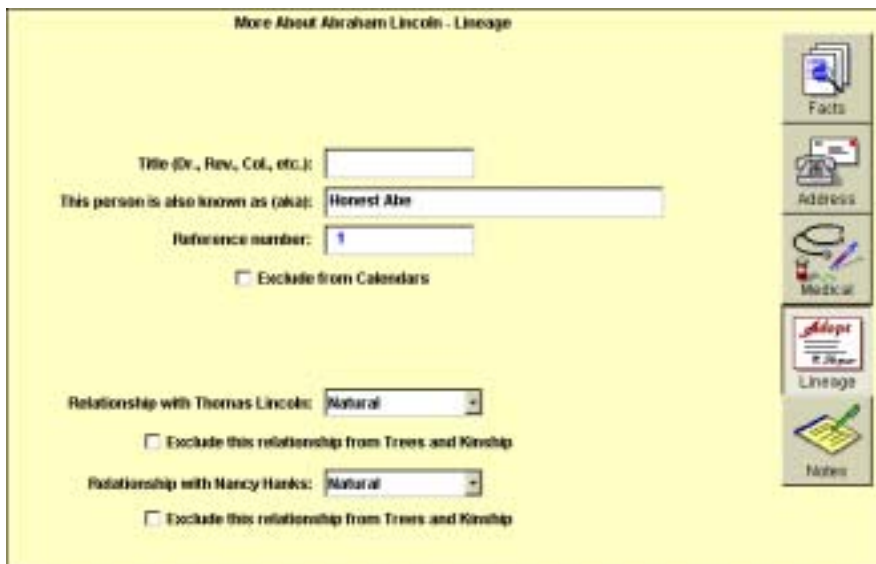 More About Abraham Lincoln - Lineage
Title (Dr., Rev., Col., etc.):
This person is also known as (aka): Honest Abe
Reference number: 1
Exclude from Calendars
Relationship with Thomas Lincoln: Natural
Exclude this relationship from Trees and Kinship
Relationship with Nancy Hanks: Natural
Exclude this relationship from Trees and Kinship
Facts
Address
Medical
Adopt
Lineage
Notes